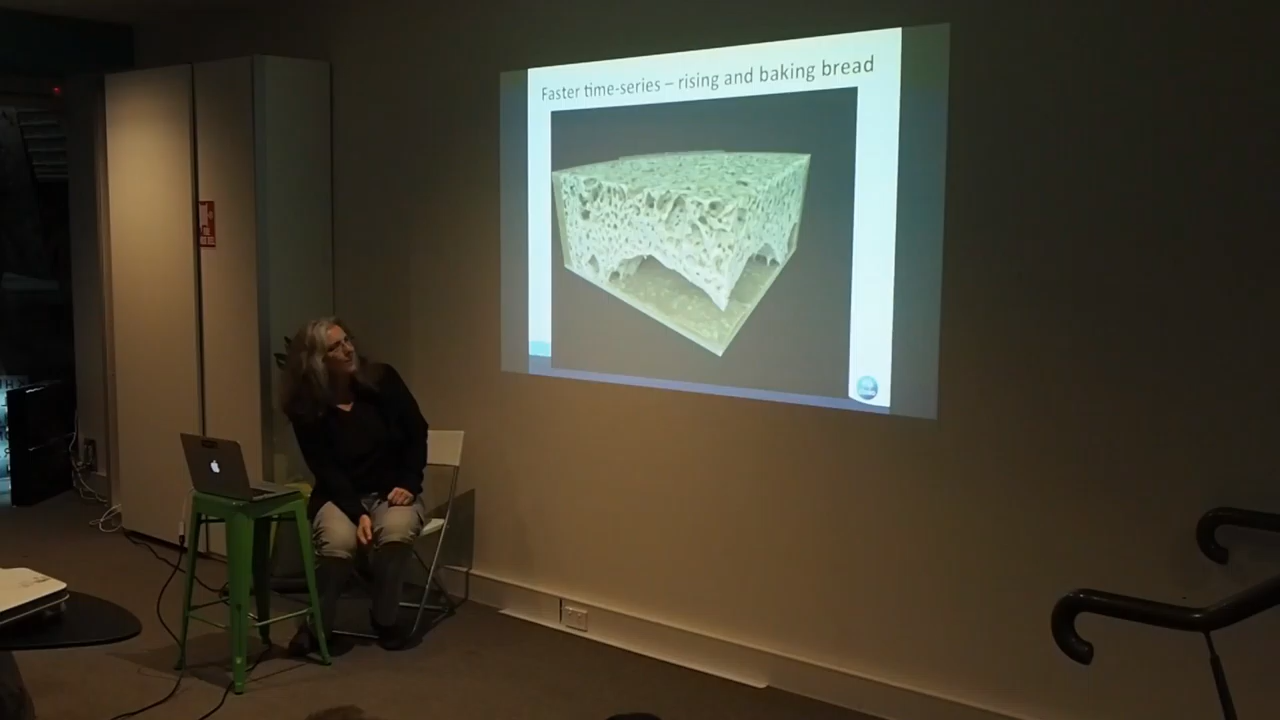 Faster time-series – rising and baking bread